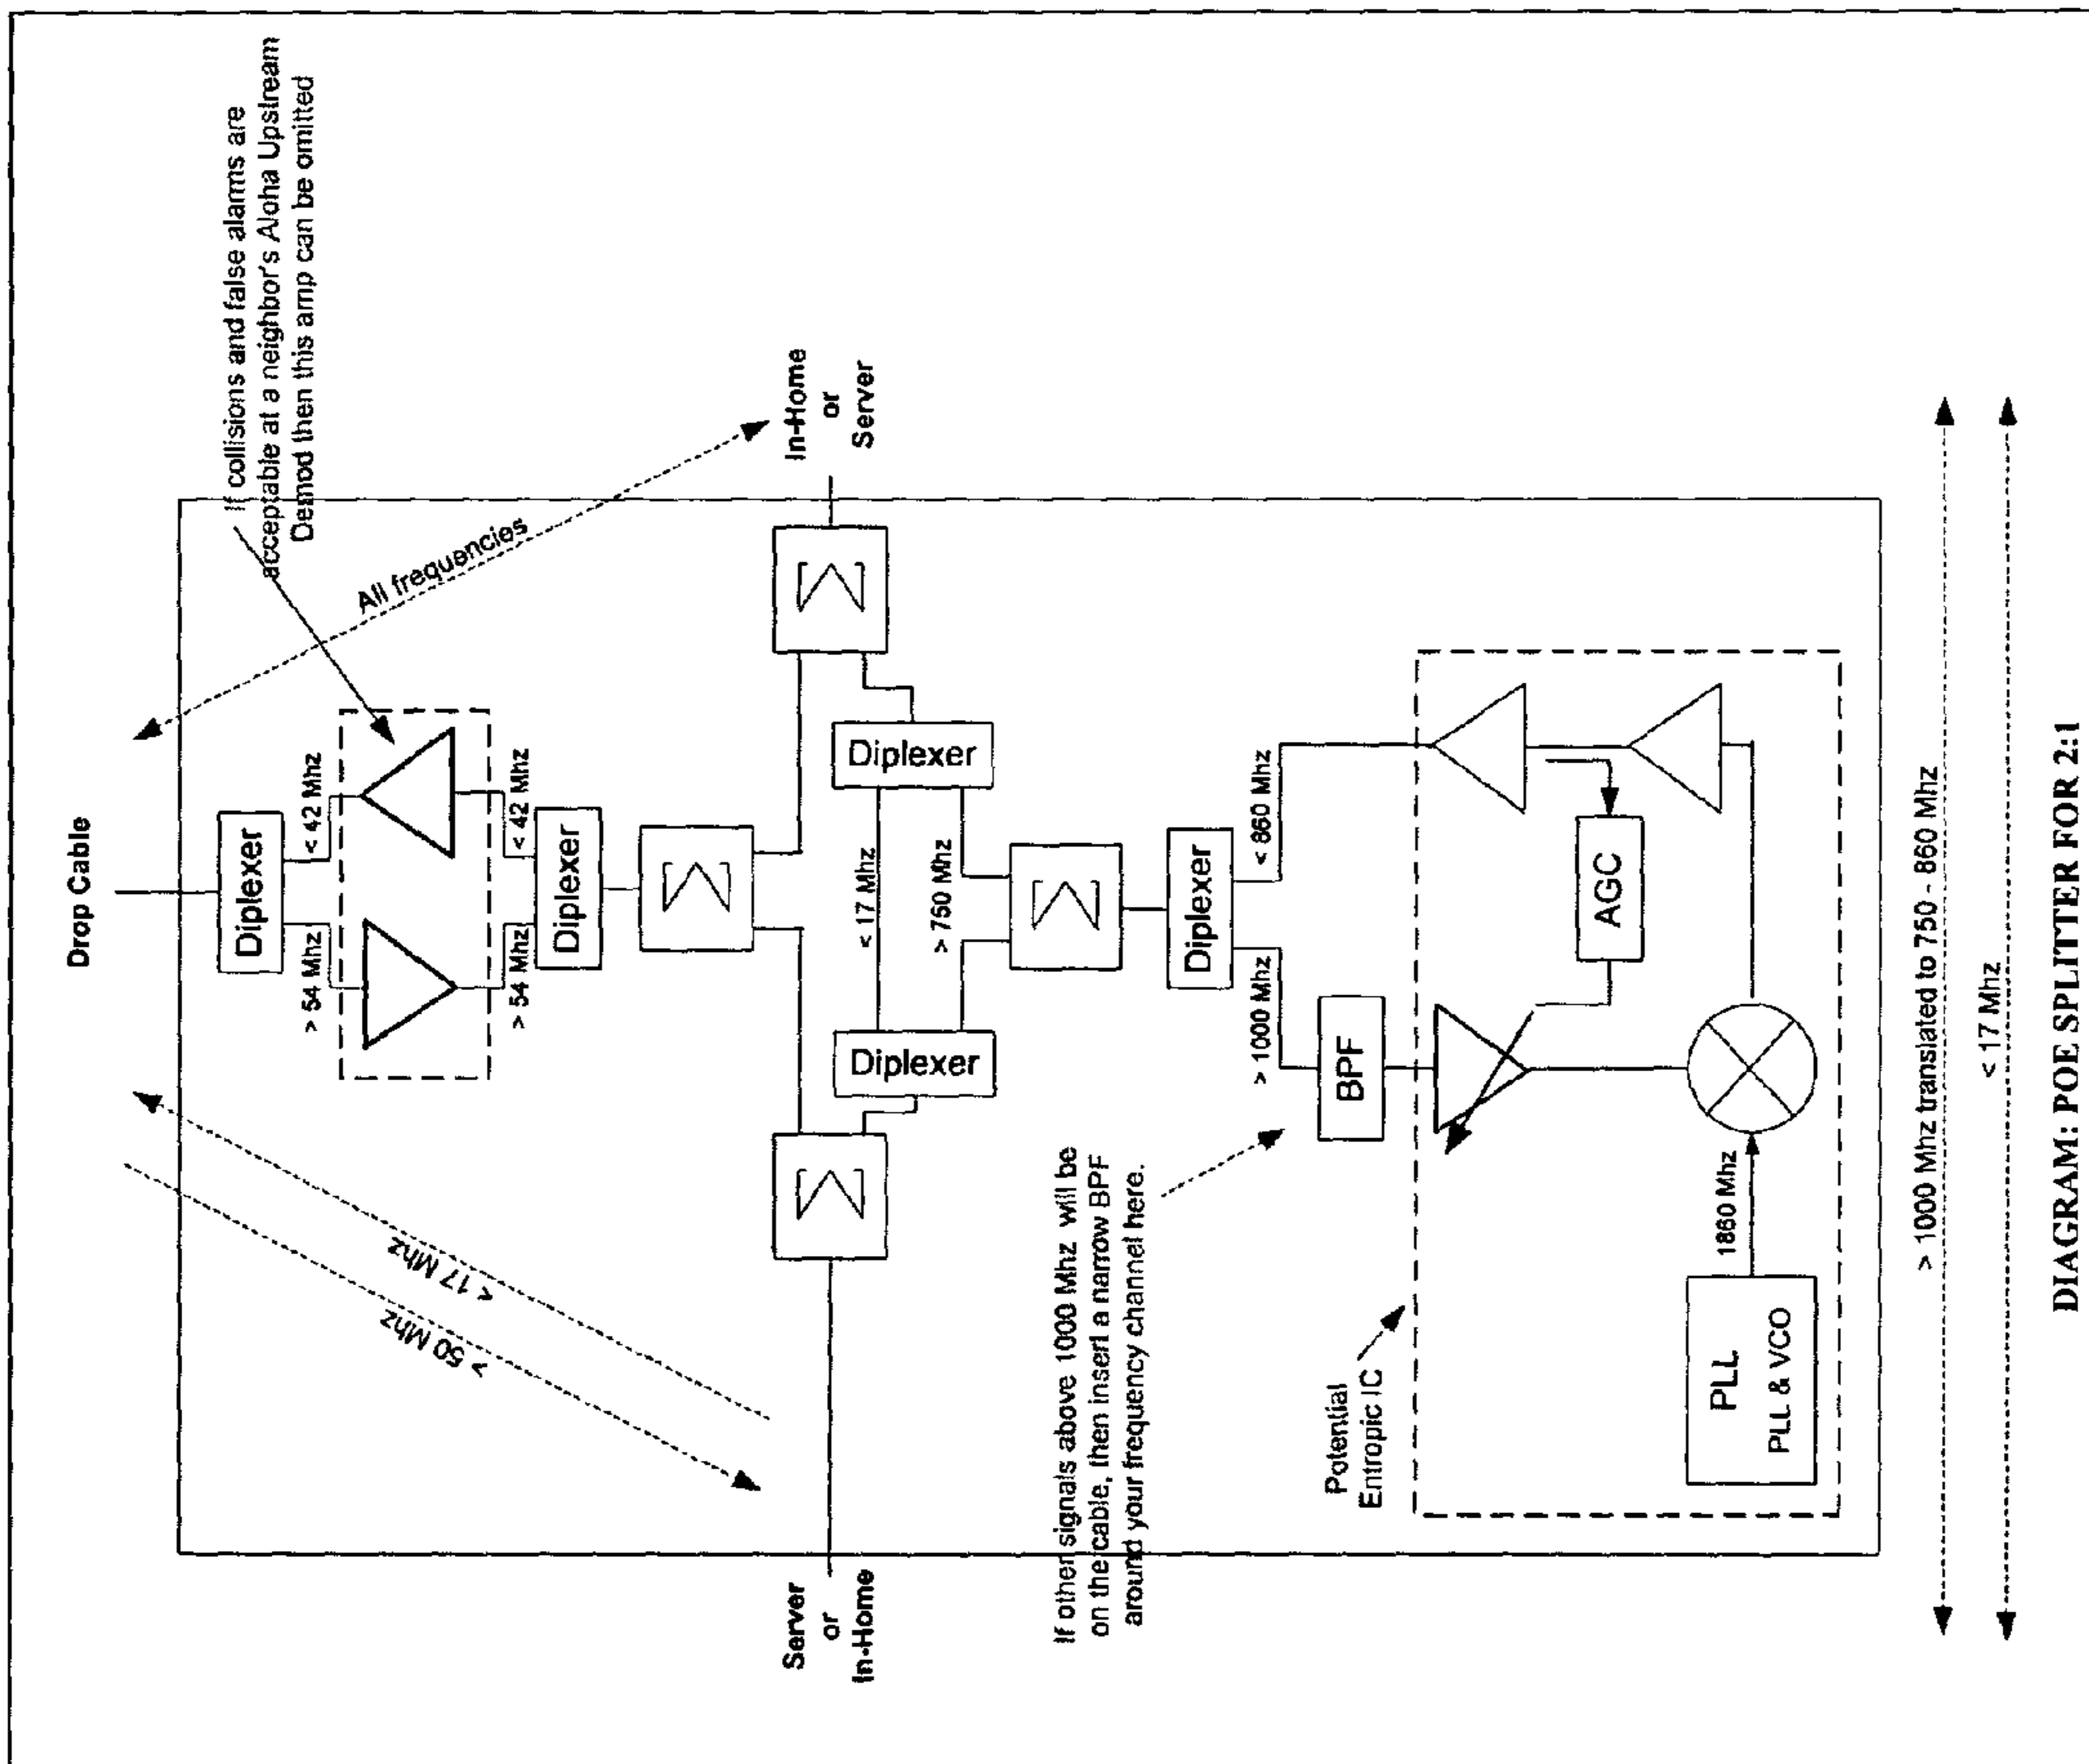 Drop Cable
If collisions and false alarms are
acceptable at a neighbor's Aloha Upstream
Demod then this amp can be omitted
All frequencies
Diplexer
> 54 Mhz
< 42 Mhz
> 54 Mhz
< 42 Mhz
Diplexer
> 50 Mhz
< 17 Mhz
Σ
Server
or
In-Home
Σ
Σ
In-Home
or
Server
Diplexer
< 17 Mhz
> 750 Mhz
Diplexer
Σ
If other signals above 1000 Mhz will be
on the cable, then insert a narrow BPF
around your frequency channel here.
Diplexer
> 1000 Mhz
< 860 Mhz
BPF
Potential
Entropic IC
AGC
PLL
PLL & VCO
1860 Mhz
> 1000 Mhz translated to 750 - 860 Mhz
< 17 Mhz
DIAGRAM: POE SPLITTER FOR 2:1